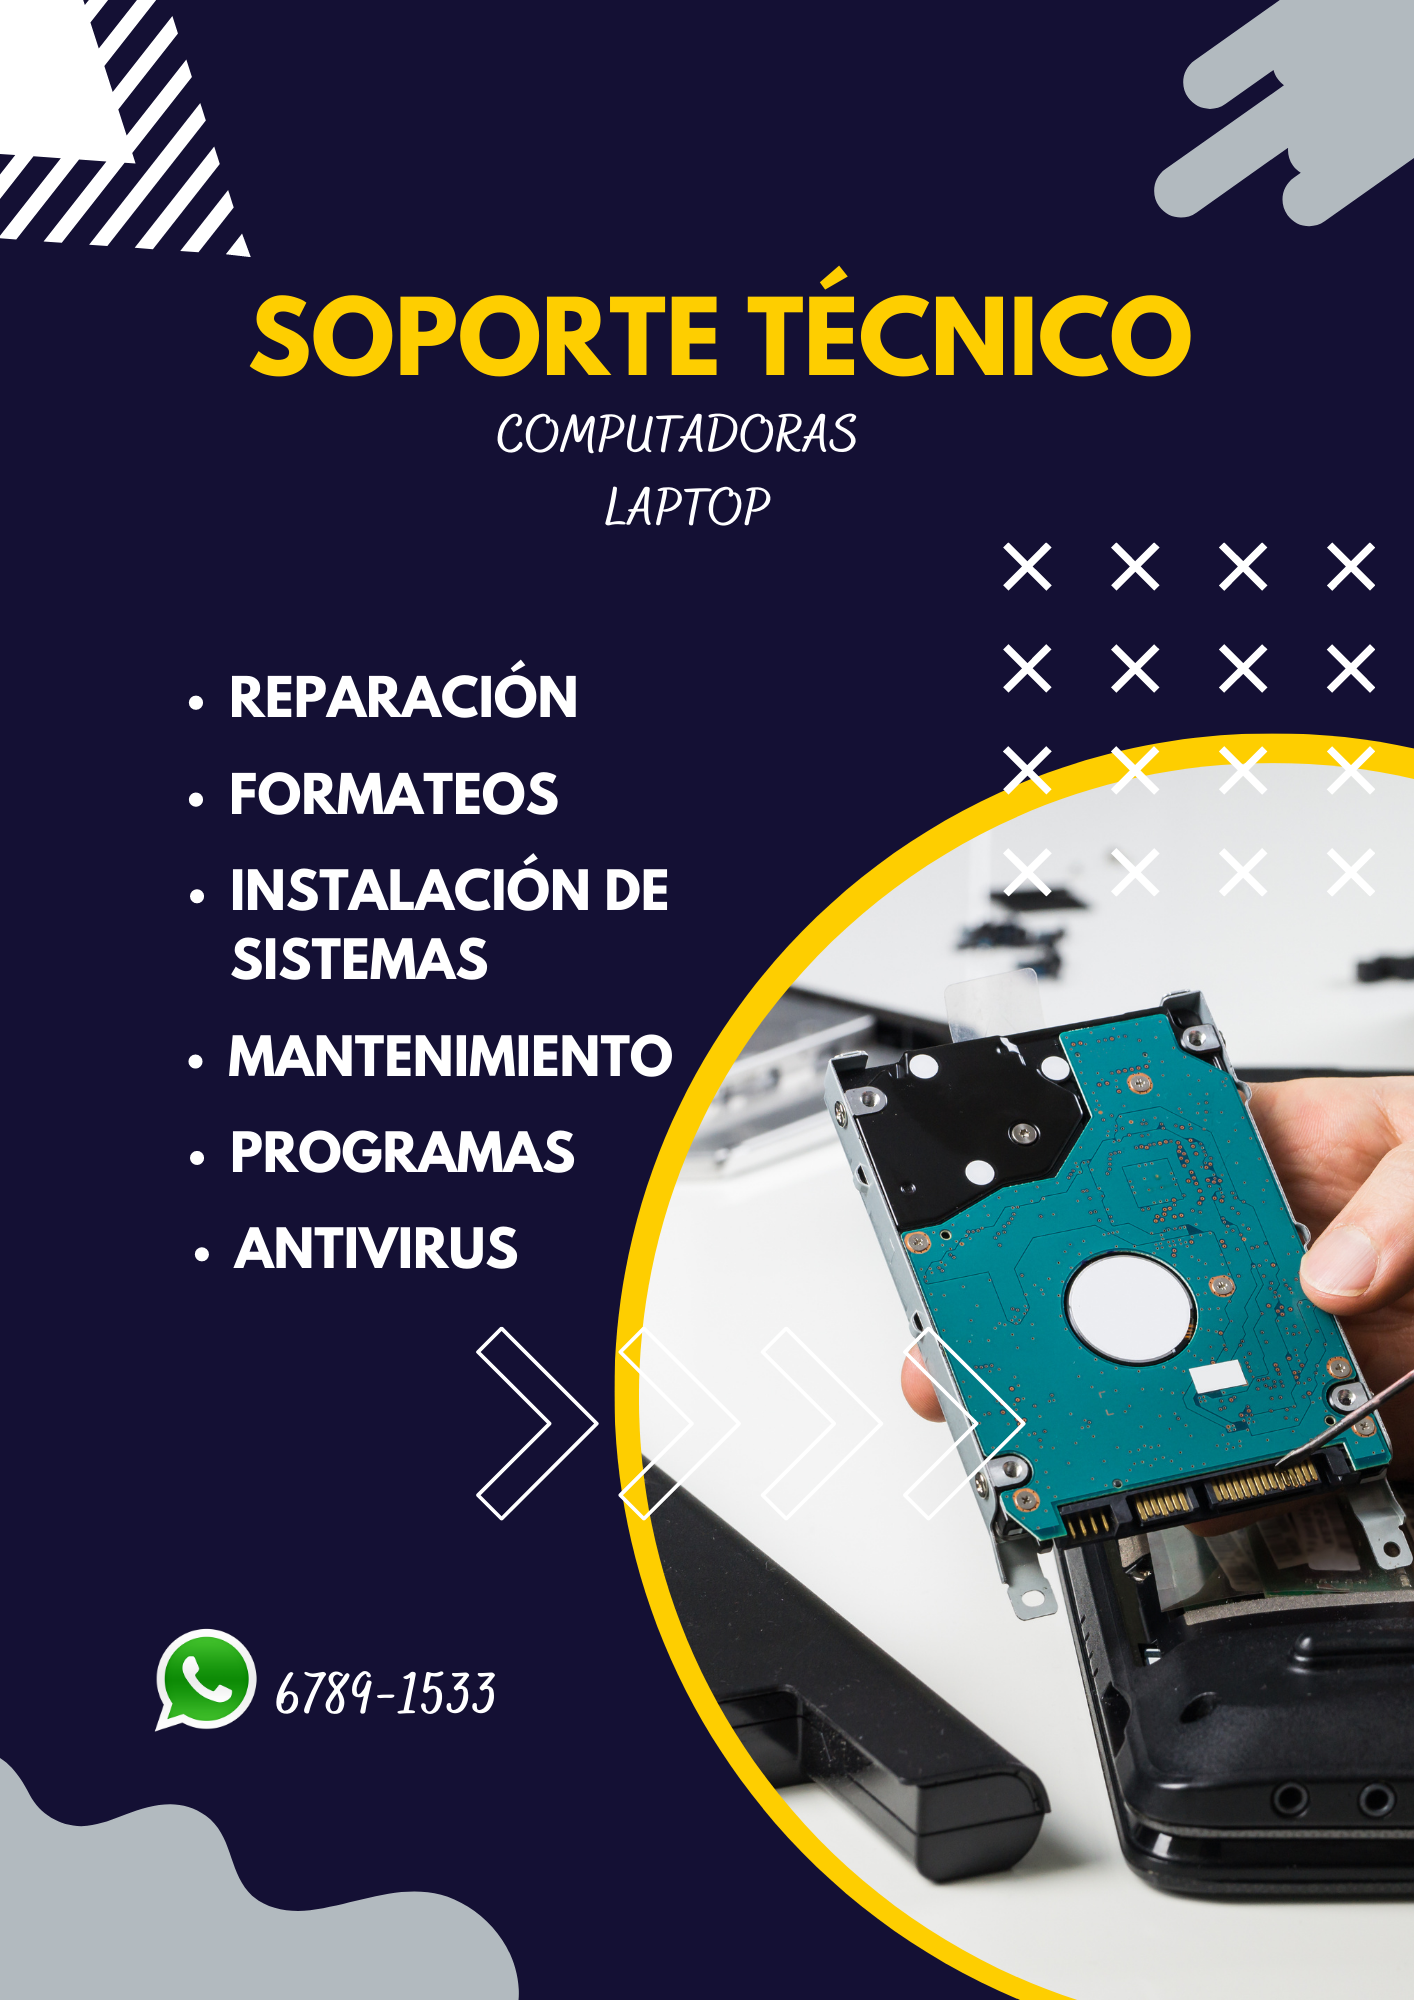 SOPORTE TÉCNICO
COMPUTADORAS
LAPTOP
• REPARACIÓN
• FORMATEOS
• INSTALACIÓN DE
SISTEMAS
• MANTENIMIENTO
• PROGRAMAS
• ANTIVIRUS
6789-1533